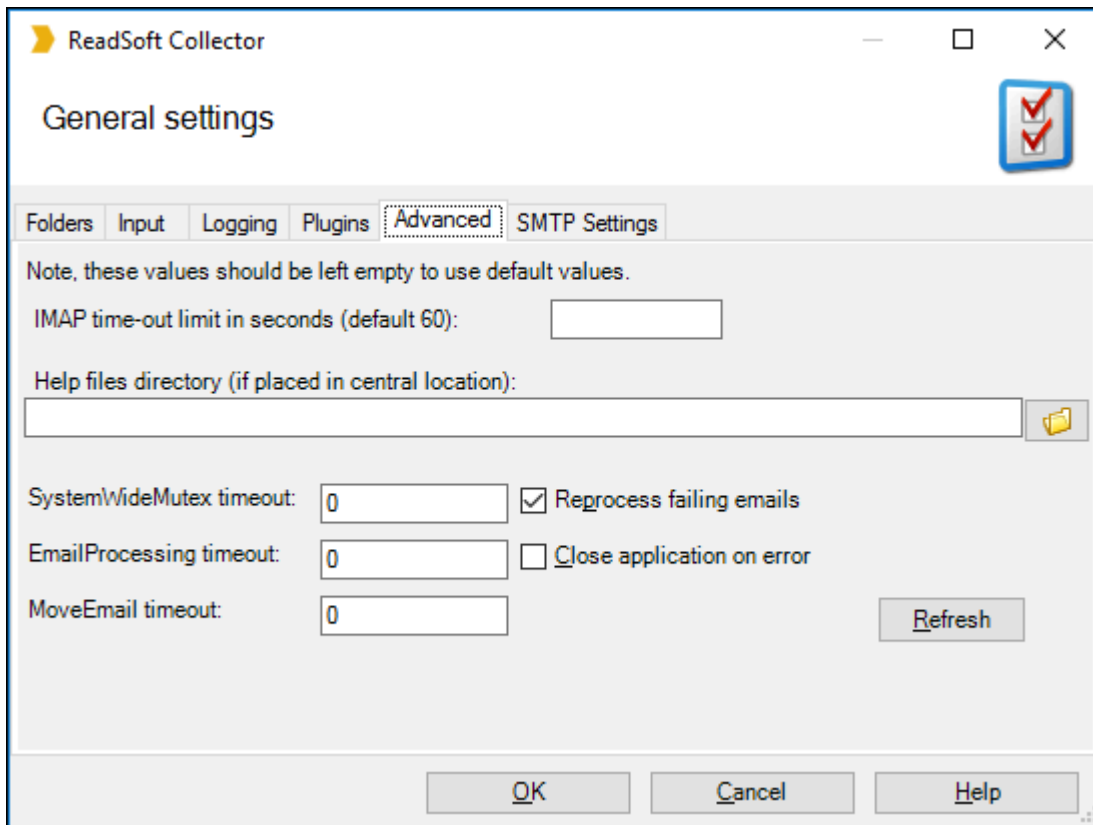 ReadSoft Collector
General settings
Folders Input Logging Plugins Advanced SMTP Settings
Note, these values should be left empty to use default values.
IMAP time-out limit in seconds (default 60):
Help files directory (if placed in central location):
SystemWideMutex timeout: 0 Reprocess failing emails
EmailProcessing timeout: 0 Close application on error
MoveEmail timeout: 0 Refresh
OK Cancel Help